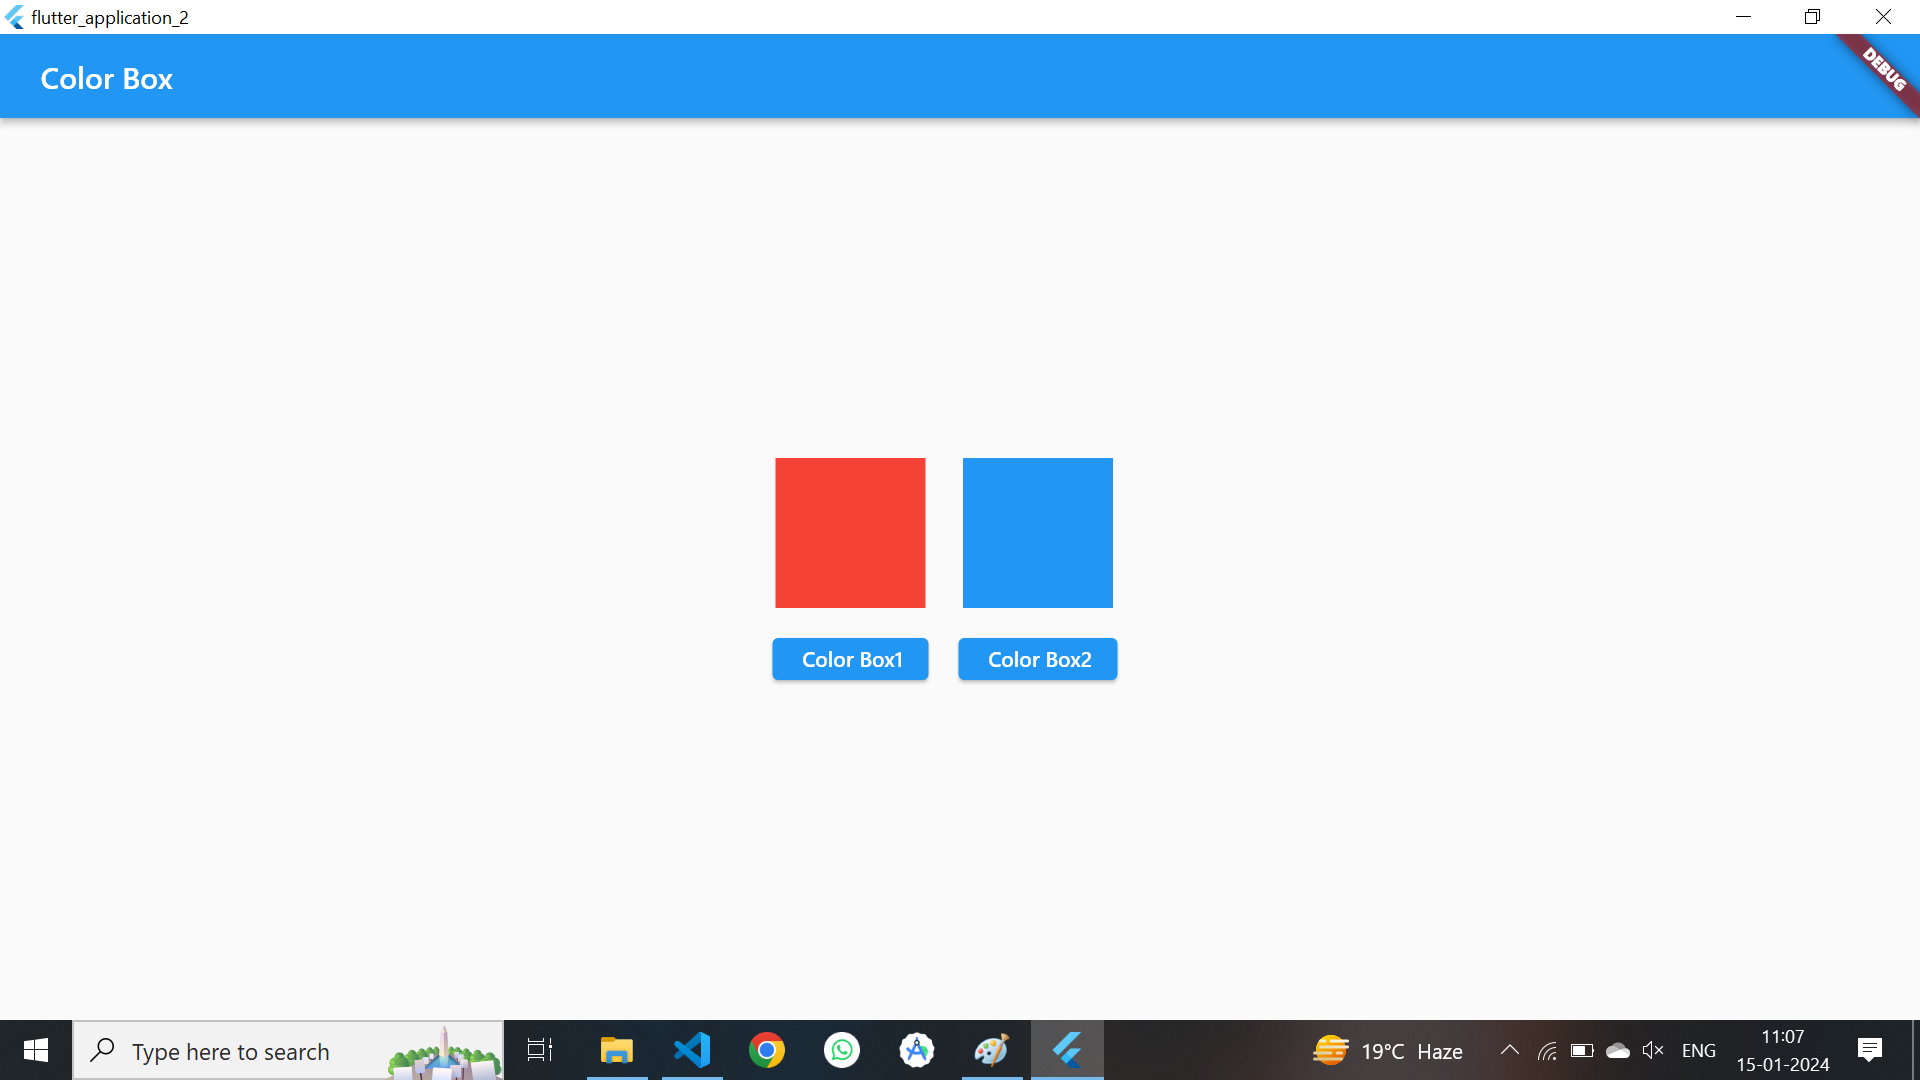 flutter_application_2
Color Box
DEBUG
Color Box1
Color Box2
Type here to search
19°C Haze
ENG
11:07
15-01-2024